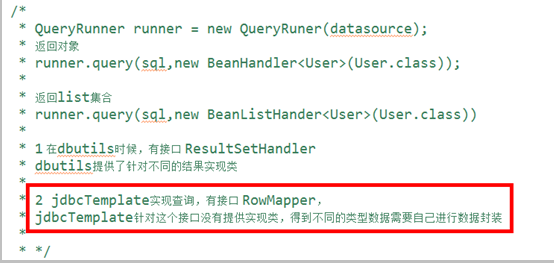 /*
* QueryRunner runner = new QueryRuner(datasource);
* 返回对象
* runner.query(sql,new BeanHandler<User>(User.class));
*
* 返回list集合
* runner.query(sql,new BeanListHander<User>(User.class))
*
* 1 在dbutils时候，有接口 ResultSetHandler
* dbutils提供了针对不同的结果实现类
*
* 2 jdbcTemplate实现查询，有接口 RowMapper，
* jdbcTemplate针对这个接口没有提供实现类，得到不同的类型数据需要自己进行数据封装
*
* */